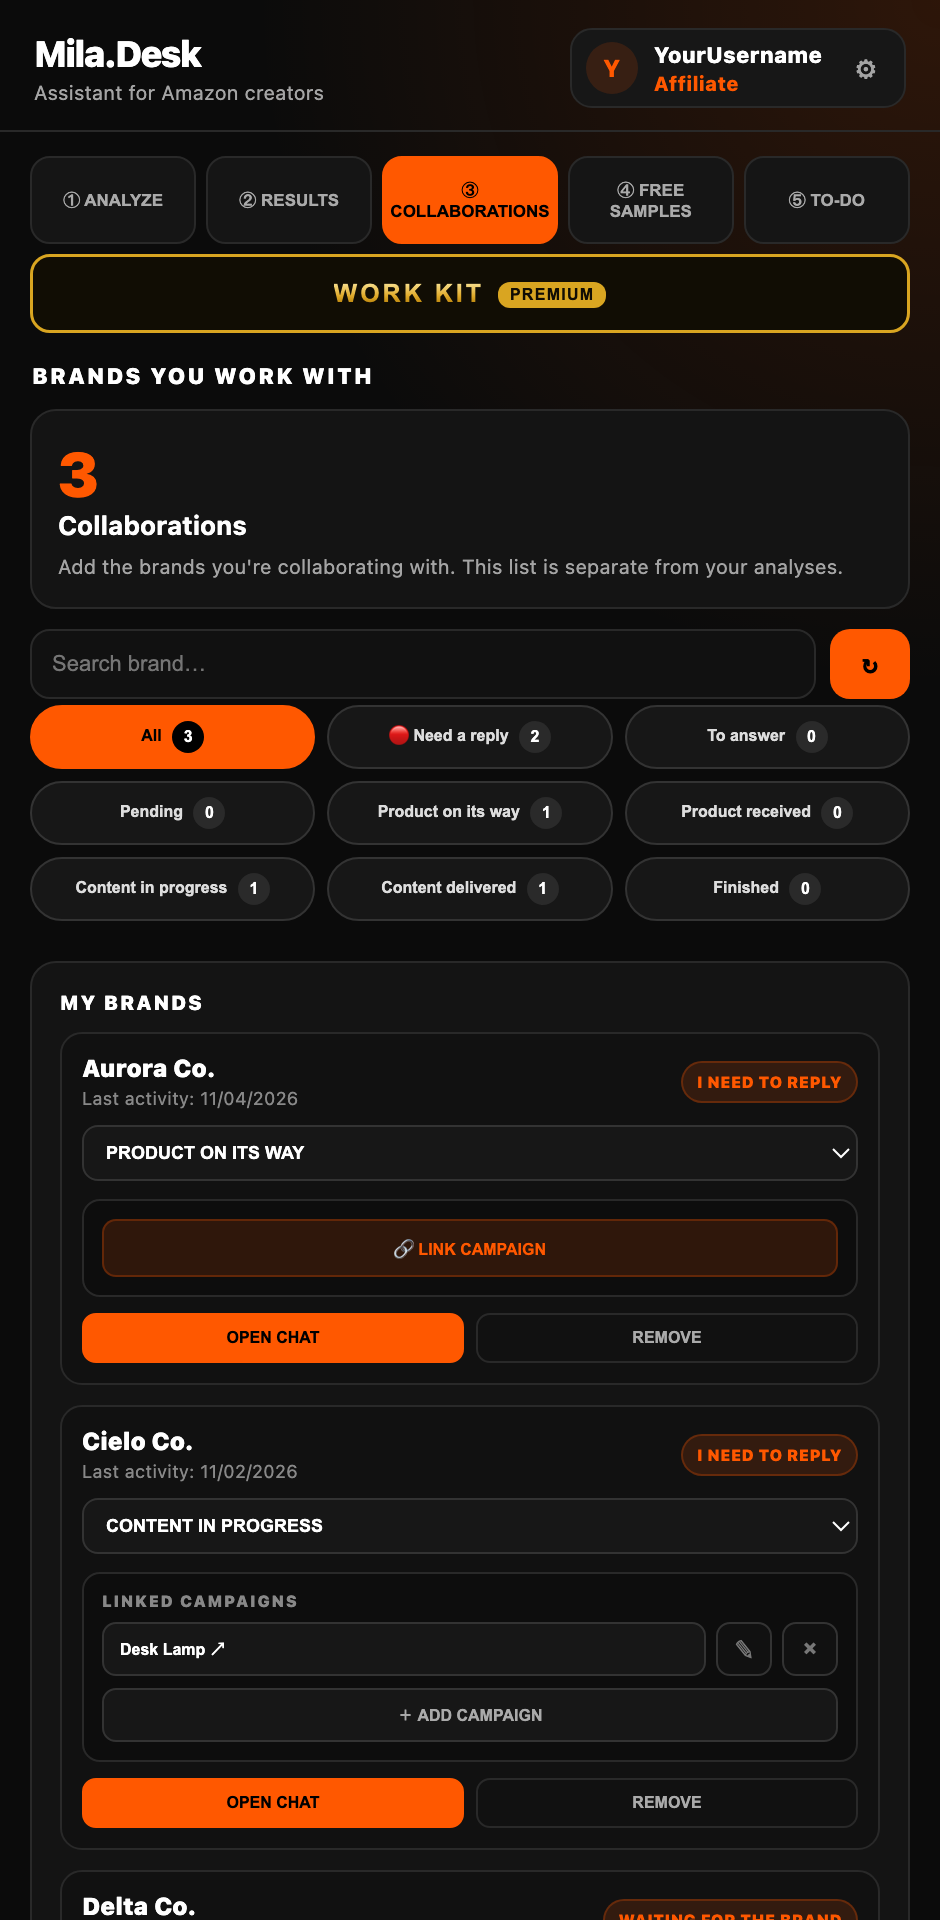 Mila.Desk
Assistant for Amazon creators
Y
YourUsername
Affiliate
① ANALYZE
② RESULTS
③
COLLABORATIONS
④ FREE
SAMPLES
⑤ TO-DO
WORK KIT PREMIUM
BRANDS YOU WORK WITH
3
Collaborations
Add the brands you're collaborating with. This list is separate from your analyses.
Search brand...
All 3
Need a reply 2
To answer 0
Pending 0
Product on its way 1
Product received 0
Content in progress 1
Content delivered 1
Finished 0
MY BRANDS
Aurora Co.
Last activity: 11/04/2026
I NEED TO REPLY
PRODUCT ON ITS WAY
LINK CAMPAIGN
OPEN CHAT
REMOVE
Cielo Co.
Last activity: 11/02/2026
I NEED TO REPLY
CONTENT IN PROGRESS
LINKED CAMPAIGNS
Desk Lamp ↗
+ ADD CAMPAIGN
OPEN CHAT
REMOVE
Delta Co.
WAITING FOR THE BRAND